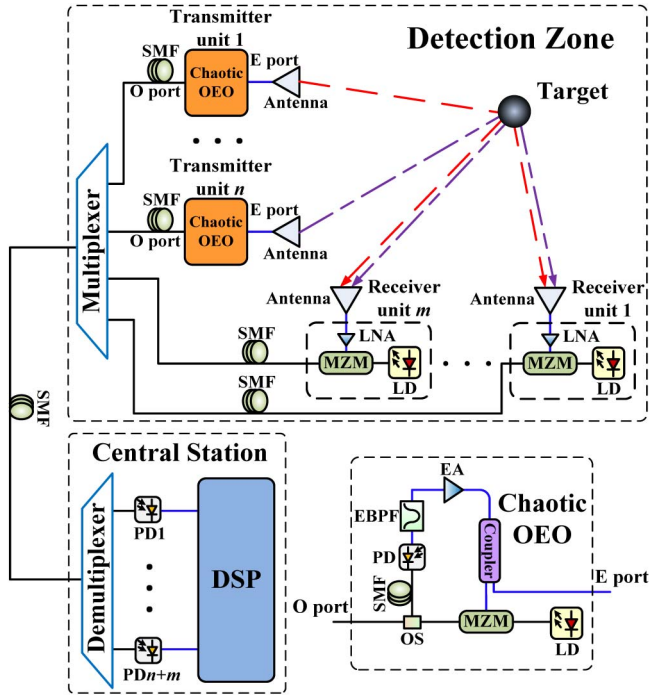 Detection Zone
Transmitter
unit 1
SMF
O port
Chaotic
OEO
E port
Antenna
Target
Transmitter
unit n
SMF
O port
Chaotic
OEO
E port
Antenna
Multiplexer
Antenna
Receiver
unit m
LNA
MZM
LD
SMF
Antenna
Receiver
unit 1
LNA
MZM
LD
SMF
SMF
Central Station
Demultiplexer
PD1
PDn+m
DSP
Chaotic
OEO
EA
EBPF
PD
SMF
Coupler
O port
OS
MZM
LD
E port